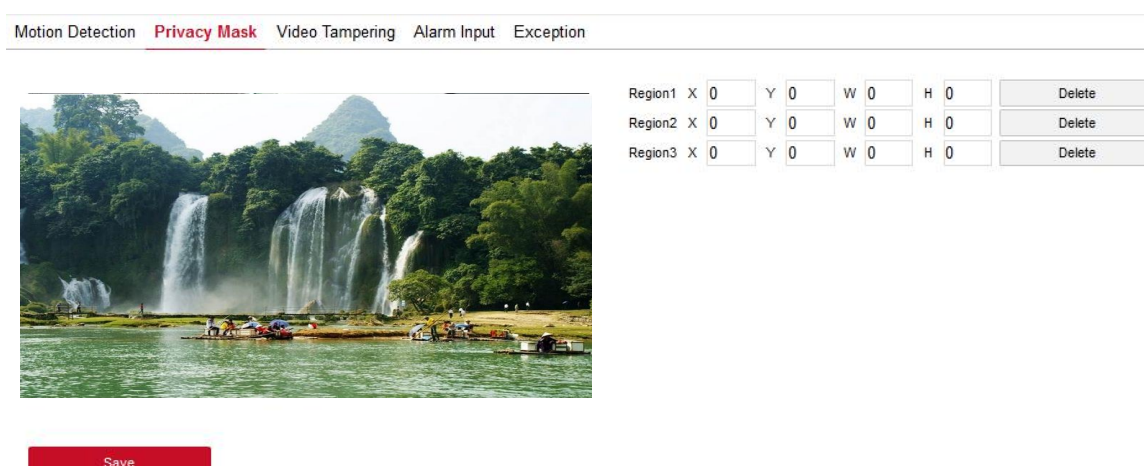 Motion Detection Privacy Mask Video Tampering Alarm Input Exception
Region1 X 0 Y 0 W 0 H 0 Delete
Region2 X 0 Y 0 W 0 H 0 Delete
Region3 X 0 Y 0 W 0 H 0 Delete
Save